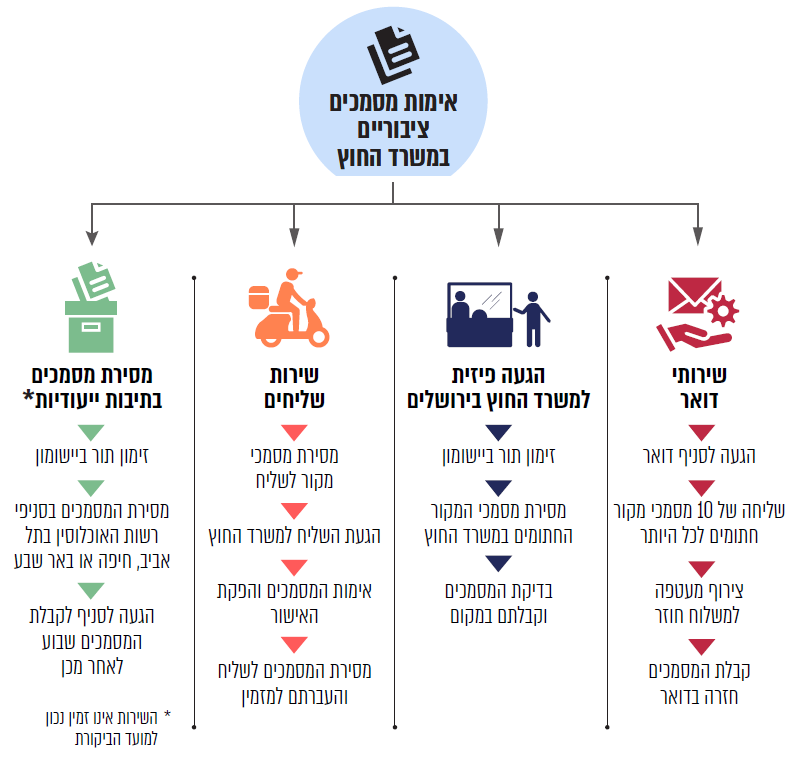 אימות מסמכים
ציבוריים
במשרד החוץ
שירותי
דואר
הגעה לסניף דואר
שליחה של 10 מסמכי מקור
חתומים לכל היותר
צירוף מעטפה
למשלוח חוזר
קבלת המסמכים
חזרה בדואר
הגעה פיזית
למשרד החוץ בירושלים
זימון תור ביישומון
מסירת מסמכי המקור
החתומים במשרד החוץ
בדיקת המסמכים
וקבלתם במקום
שירות
שליחים
מסירת מסמכי
מקור לשליח
הגעת השליח למשרד החוץ
אימות המסמכים והפקת
האישור
מסירת המסמכים לשליח
והעברתם למזמין
מסירת מסמכים
בתיבות ייעודיות*
זימון תור ביישומון
מסירת המסמכים בסניפי
רשות האוכלוסין בתל
אביב, חיפה או באר שבע
הגעה לסניף לקבלת
המסמכים שבוע
לאחר מכן
* השירות אינו זמין נכון
למועד הביקורת